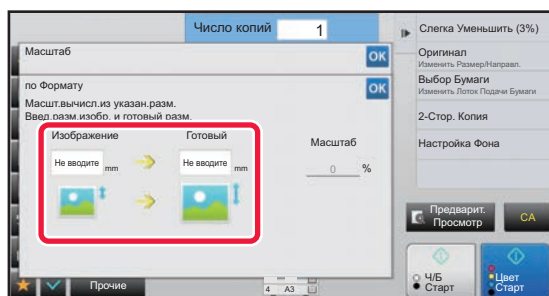 Число копий 1
Масштаб
OK
по Формату
OK
Масшт.вычисл.из указан.разм.
Введ.разм.изобр. и готовый разм.
Изображение
Готовый
Масштаб
Не вводите mm
Не вводите mm
0 %
Слегка Уменьшить (3%)
Оригинал
Изменить Размер/Направл.
Выбор Бумаги
Изменить Лоток Подачи Бумаги
2-Стор. Копия
Настройка Фона
Предварит.
Просмотр
CA
Ч/Б
Старт
Цвет
Старт
Прочие
4 A3